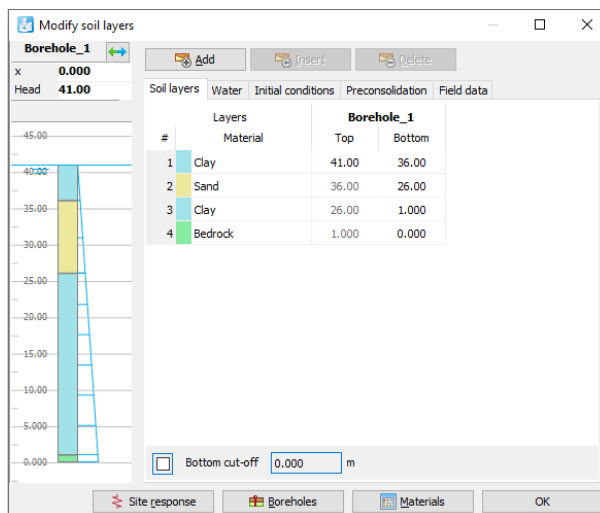 Modify soil layers
Borehole_1
x 0.000
Head 41.00
Add Insert Delete
Soil layers Water Initial conditions Preconsolidation Field data
Layers Borehole_1
# Material Top Bottom
1 Clay 41.00 36.00
2 Sand 36.00 26.00
3 Clay 26.00 1.000
4 Bedrock 1.000 0.000
45.00
40.00
35.00
30.00
25.00
20.00
15.00
10.00
5.000
0.000
Bottom cut-off 0.000 m
Site response Boreholes Materials OK